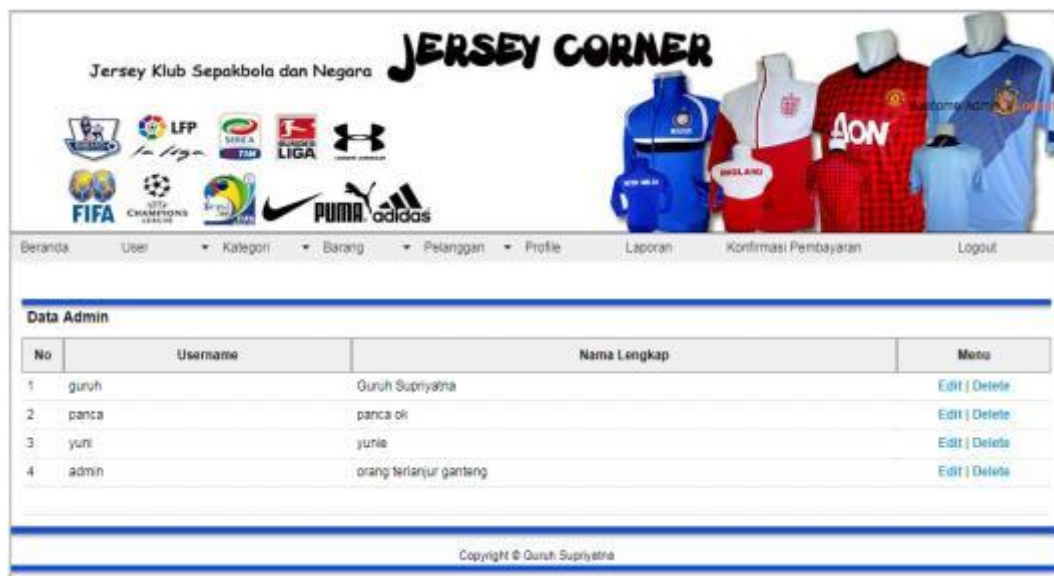 JERSEY CORNER
Jersey Klub Sepakbola dan Negara
LFP
SERIE A
TIM
BUNDES
LIGA
FIFA
CHAMPIONS
LEAGUE
PUMA
adidas
ENGLAND
AON
Beranda User Kategori Barang Pelanggan Profile Laporan Konfirmasi Pembayaran Logout
Data Admin
No Username Nama Lengkap Menu
1 guruh Guruh Supriyatna Edit | Delete
2 panca panca ok Edit | Delete
3 yuni yunie Edit | Delete
4 admin orang terlanjur ganteng Edit | Delete
Copyright © Guruh Supriyatna